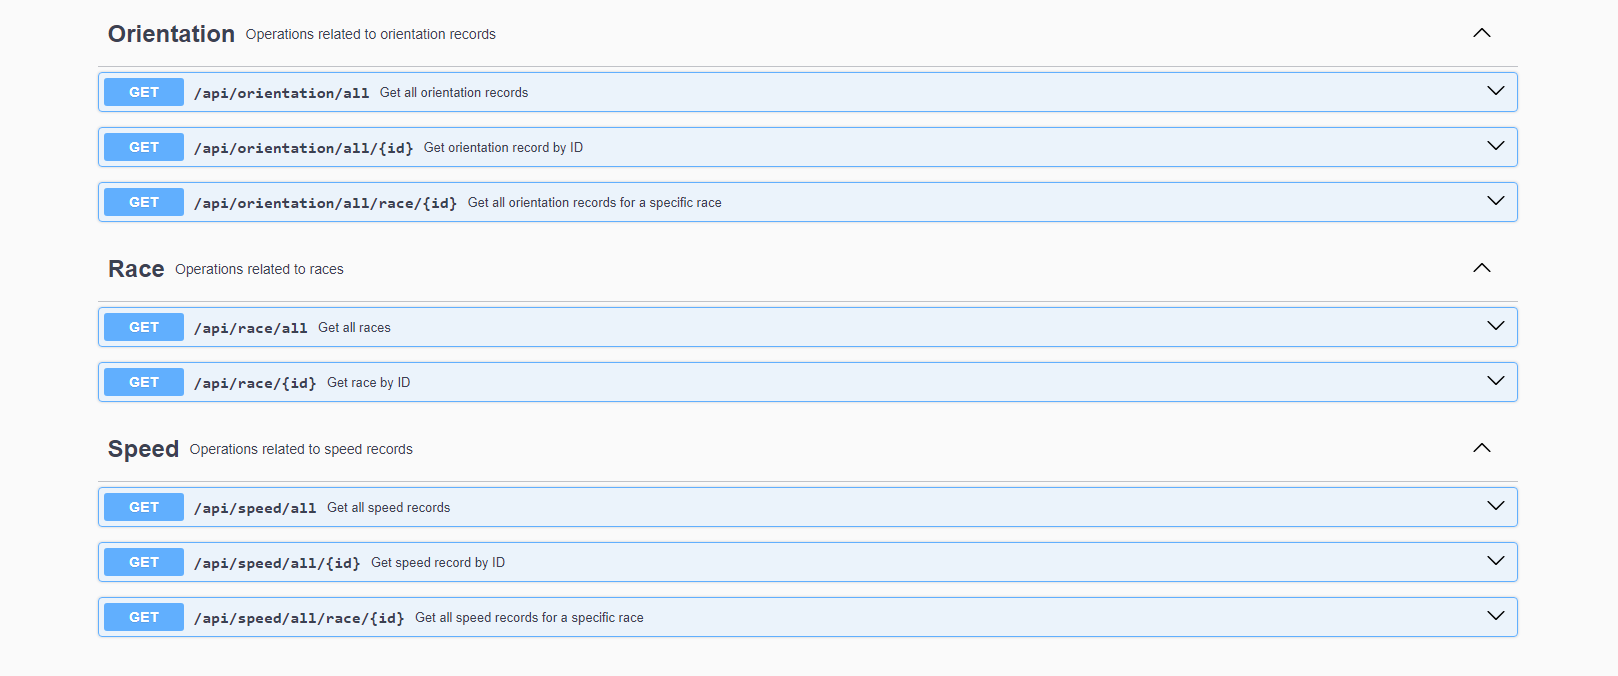 Orientation Operations related to orientation records
GET /api/orientation/all Get all orientation records
GET /api/orientation/all/{id} Get orientation record by ID
GET /api/orientation/all/race/{id} Get all orientation records for a specific race
Race Operations related to races
GET /api/race/all Get all races
GET /api/race/{id} Get race by ID
Speed Operations related to speed records
GET /api/speed/all Get all speed records
GET /api/speed/all/{id} Get speed record by ID
GET /api/speed/all/race/{id} Get all speed records for a specific race